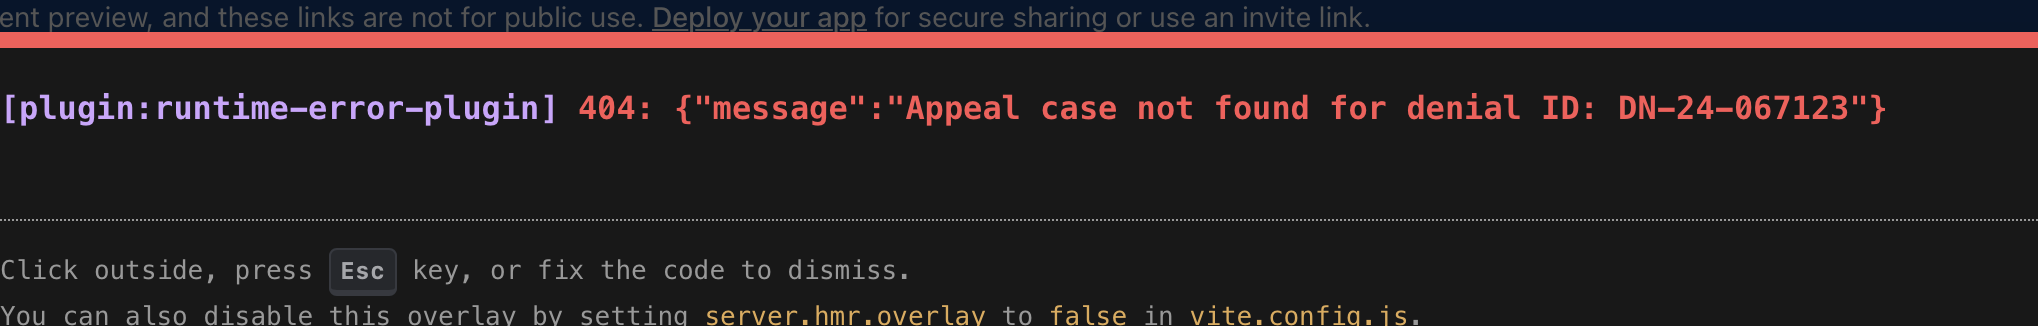 ent preview, and these links are not for public use. Deploy your app for secure sharing or use an invite link.
[plugin:runtime-error-plugin] 404: {"message":"Appeal case not found for denial ID: DN-24-067123"}
Click outside, press Esc key, or fix the code to dismiss.
You can also disable this overlay by setting server.hmr.overlay to false in vite.config.js.